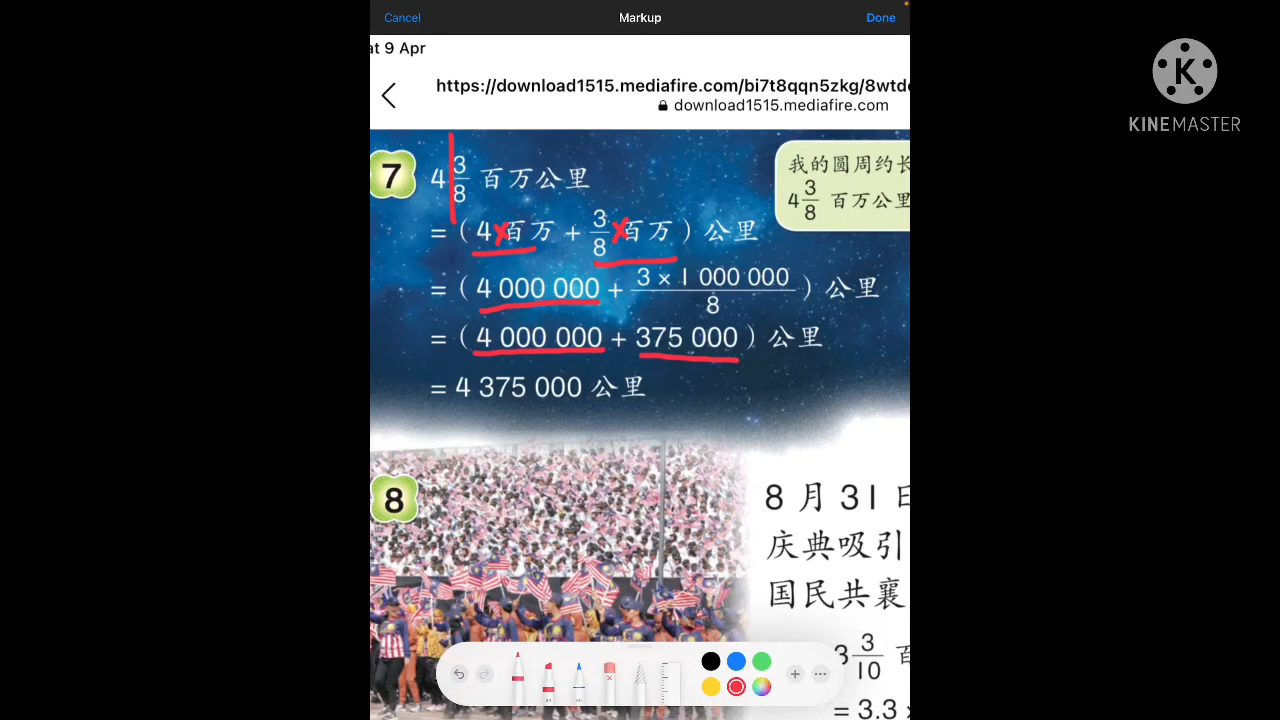 Cancel
Markup
Done
at 9 Apr
https://download1515.mediafire.com/bi7t8qqn5zkg/8wtd
download1515.mediafire.com
K
KINEMASTER
7
4 3/8 百万公里
我的圆周约长
4 3/8 百万公里
= ( 4 百万 + 3/8 百万 ) 公里
= ( 4 000 000 + 3 × 1 000 000 / 8 ) 公里
= ( 4 000 000 + 375 000 ) 公里
= 4 375 000 公里
8
8 月 31 日
庆典吸引
国民共襄
3 3/10 百
= 3.3 ×